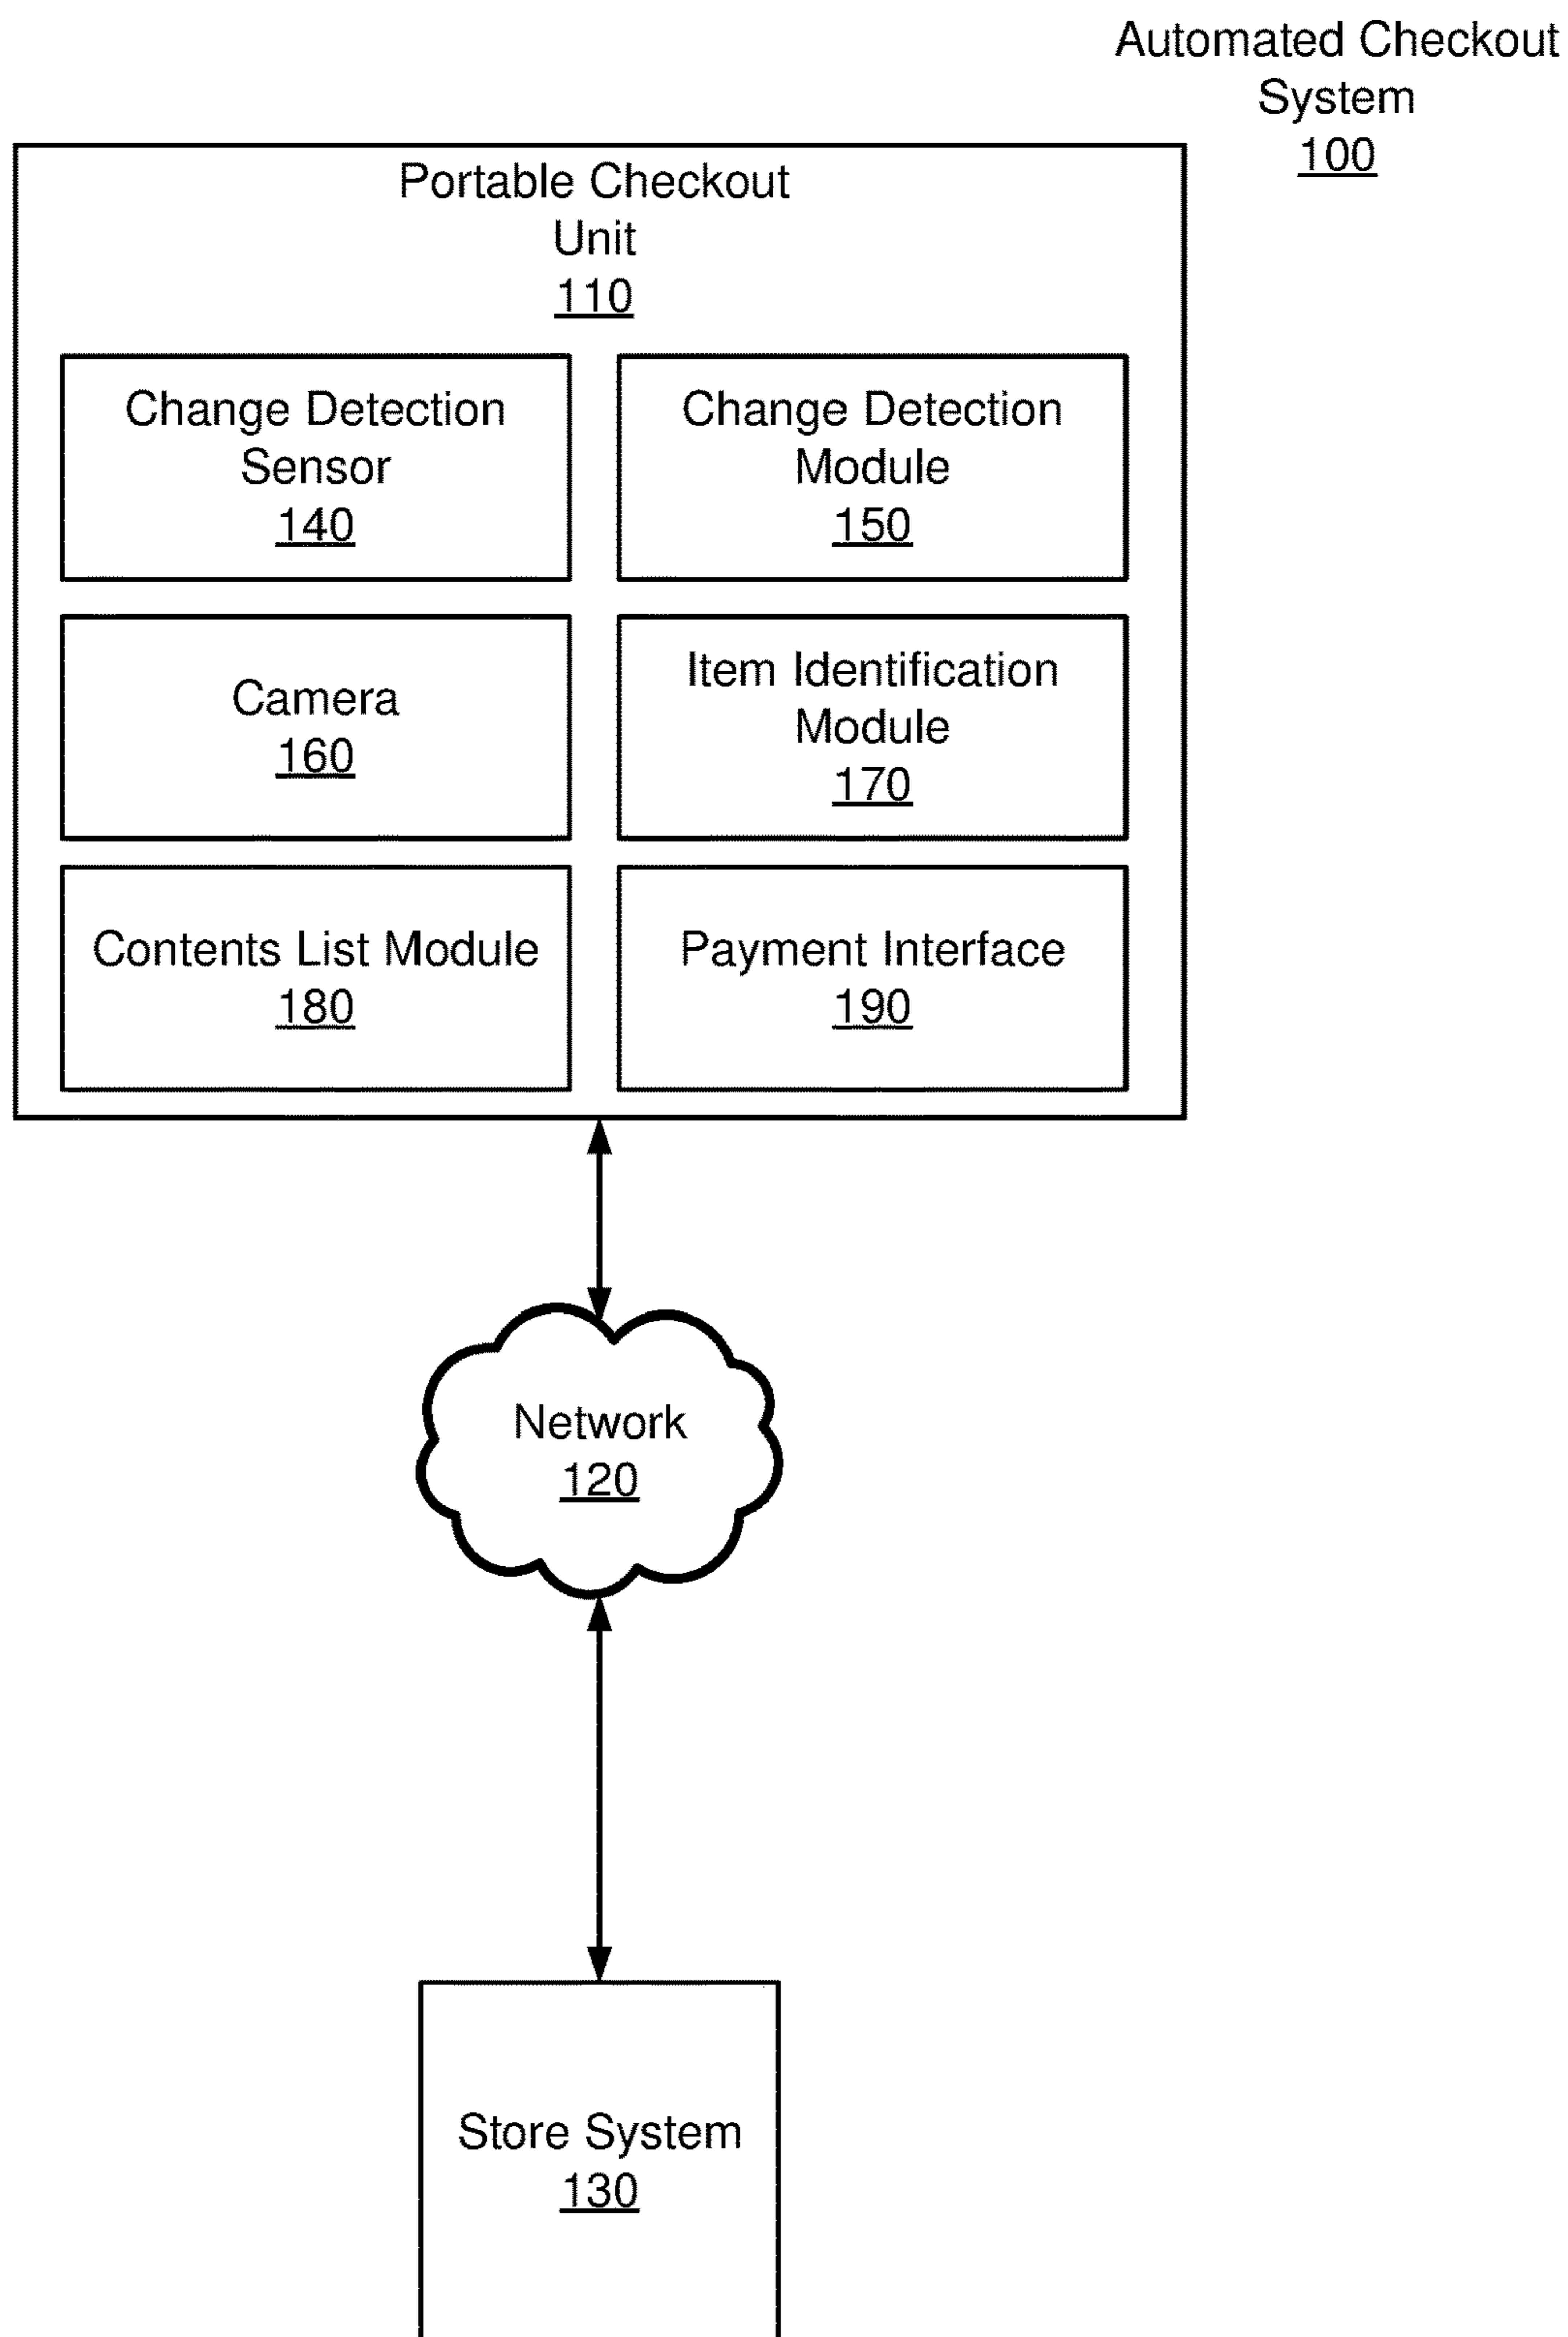 Automated Checkout
System
100
Portable Checkout
Unit
110
Change Detection
Sensor
140
Change Detection
Module
150
Camera
160
Item Identification
Module
170
Contents List Module
180
Payment Interface
190
Network
120
Store System
130